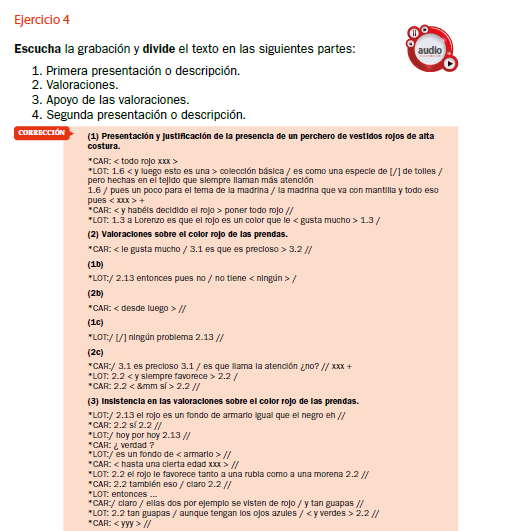 Ejercicio 4
Escucha la grabación y divide el texto en las siguientes partes:
audio
1. Primera presentación o descripción.
2. Valoraciones.
3. Apoyo de las valoraciones.
4. Segunda presentación o descripción.
CORRECCIÓN
(1) Presentación y justificación de la presencia de un perchero de vestidos rojos de alta
costura.
*CAR: < todo rojo xxx >
*LOT: 1.6 < y luego esto es una > colección básica / es como una especie de [/] de tolles /
pero hechas en el tejido que siempre llaman más atención
1.6 / pues un poco para el tema de la madrina / la madrina que va con mantilla y todo eso
pues < xxx > +
*CAR: < y habéis decidido el rojo > poner todo rojo //
*LOT: 1.3 a Lorenzo es que el rojo es un color que le < gusta mucho > 1.3 /
(2) Valoraciones sobre el color rojo de las prendas.
*CAR: < le gusta mucho / 3.1 es que es precioso > 3.2 //
(1b)
*LOT:/ 2.13 entonces pues no / no tiene < ningún > /
(2b)
*CAR: < desde luego > //
(1c)
*LOT:/ [/] ningún problema 2.13 //
(2c)
*CAR:/ 3.1 es precioso 3.1 / es que llama la atención ¿no? // xxx +
*LOT: 2.2 < y siempre favorece > 2.2 /
*CAR: 2.2 < &mm sí > 2.2 //
(3) Insistencia en las valoraciones sobre el color rojo de las prendas.
*LOT:/ 2.13 el rojo es un fondo de armario igual que el negro eh //
*CAR: 2.2 sí 2.2 //
*LOT:/ hoy por hoy 2.13 //
*CAR: ¿ verdad ?
*LOT:/ es un fondo de < armario > //
*CAR: < hasta una cierta edad xxx > //
*LOT: 2.2 el rojo le favorece tanto a una rubia como a una morena 2.2 //
*CAR: 2.2 también eso / claro 2.2 //
*LOT: entonces ...
*CAR:/ claro / ellas dos por ejemplo se visten de rojo / y tan guapas //
*LOT: 2.2 tan guapas / aunque tengan los ojos azules / < y verdes > 2.2 //
*CAR: < yyy > //